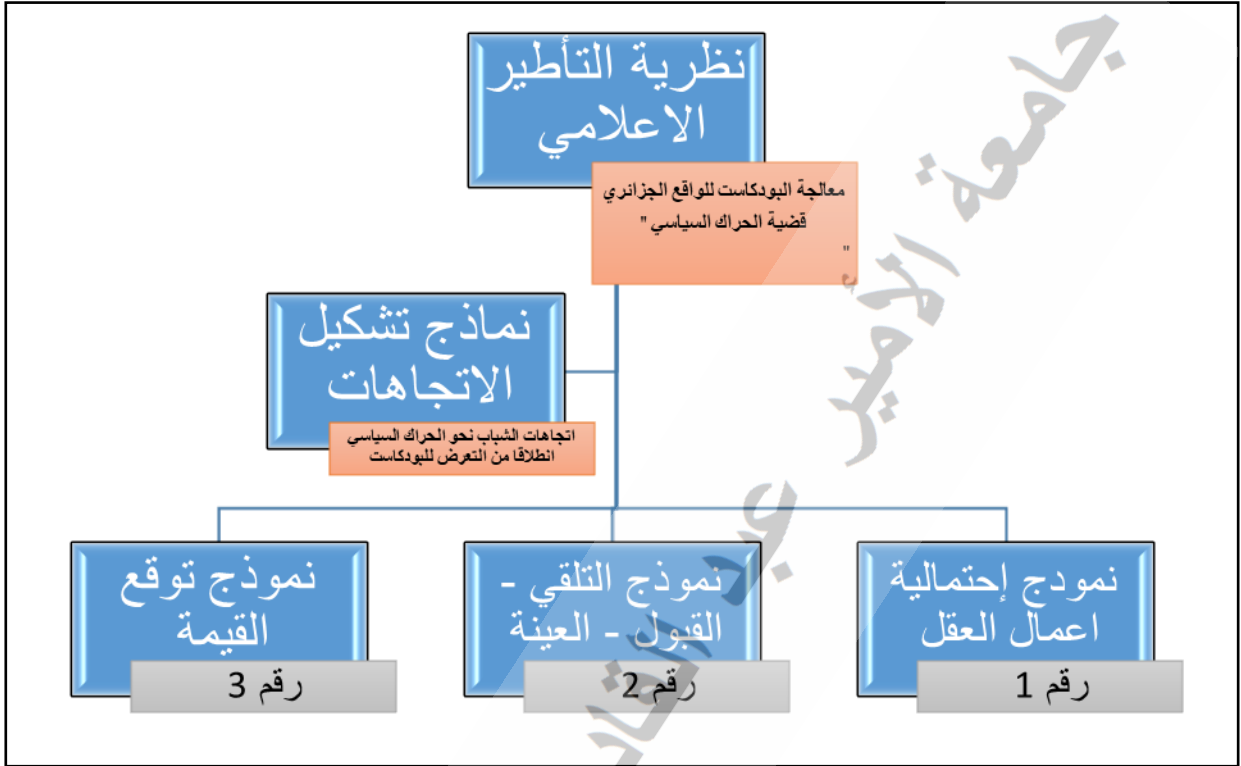 نظرية التأطير
الاعلامي
معالجة البودكاست للواقع الجزائري
قضية الحراك السياسي "
"
نماذج تشكيل
الاتجاهات
اتجاهات الشباب نحو الحراك السياسي
انطلاقا من التعرض للبودكاست
نمودج إحتمالية
اعمال العقل
رقم 1
نموذج التلقي -
القبول - العينة
رقم 2
نموذج توقع
القيمة
رقم 3
جامعة الأمير عبد القاد